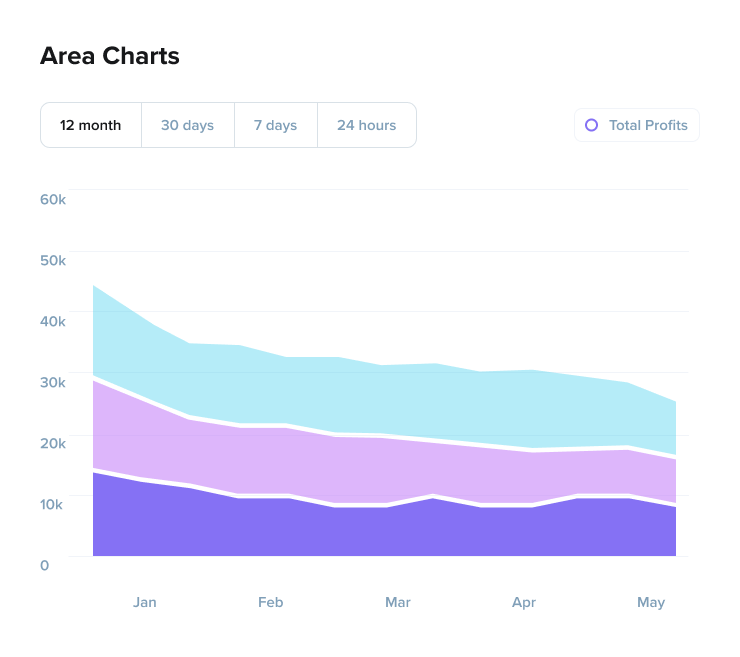 Area Charts
12 month 30 days 7 days 24 hours Total Profits
60k
50k
40k
30k
20k
10k
0
Jan Feb Mar Apr May